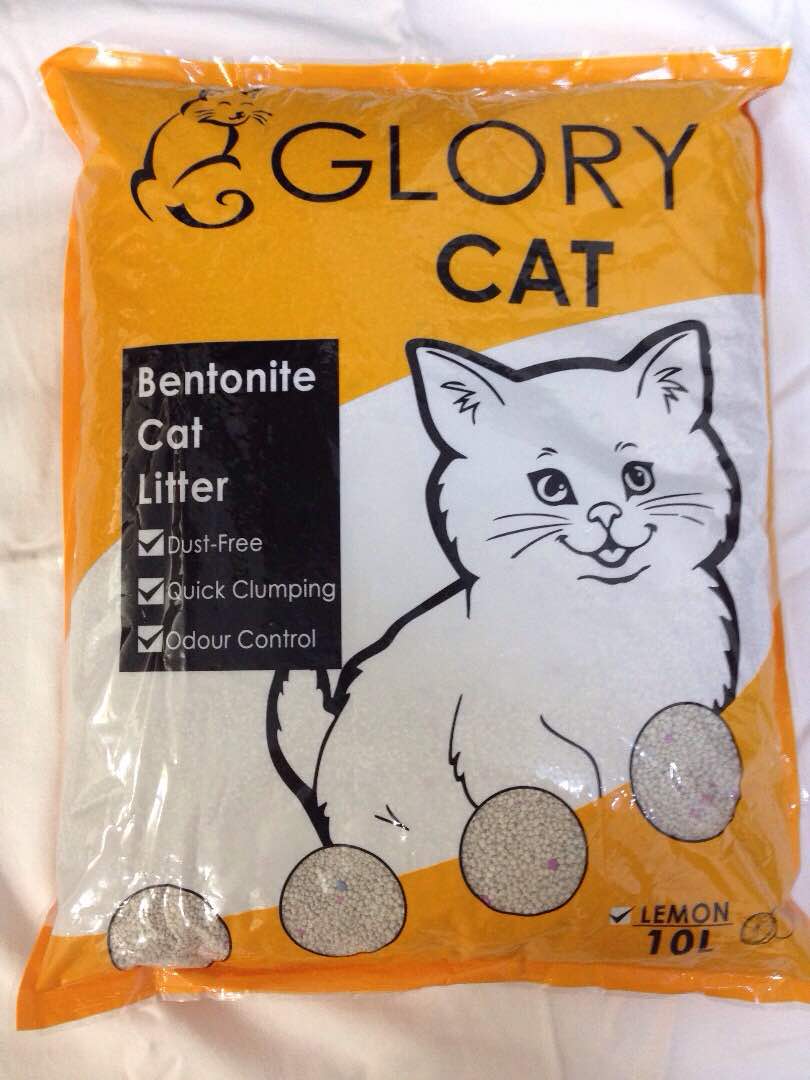 GLORY
CAT
Bentonite
Cat
Litter
Dust-Free
Quick Clumping
Odour Control
LEMON
10L